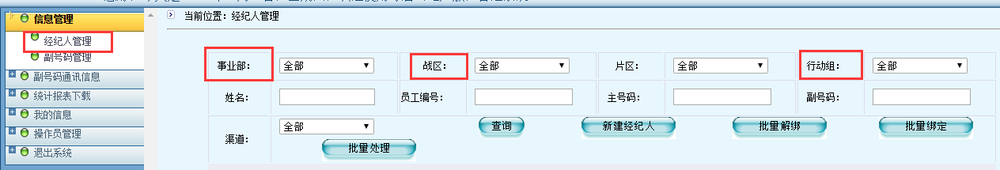 信息管理
经纪人管理
副号码管理
副号码通讯信息
统计报表下载
我的信息
操作员管理
退出系统
当前位置：经纪人管理
事业部： 全部 战区： 全部 片区： 全部 行动组： 全部
姓名： 员工编号： 主号码： 副号码：
渠道： 全部 查询 新建经纪人 批量解绑 批量绑定
批量处理